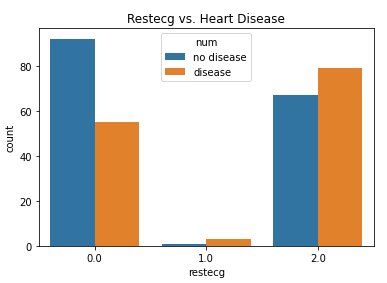 Restecg vs. Heart Disease
num
no disease
disease
80
60
40
20
0
count
0.0 1.0 2.0
restecg